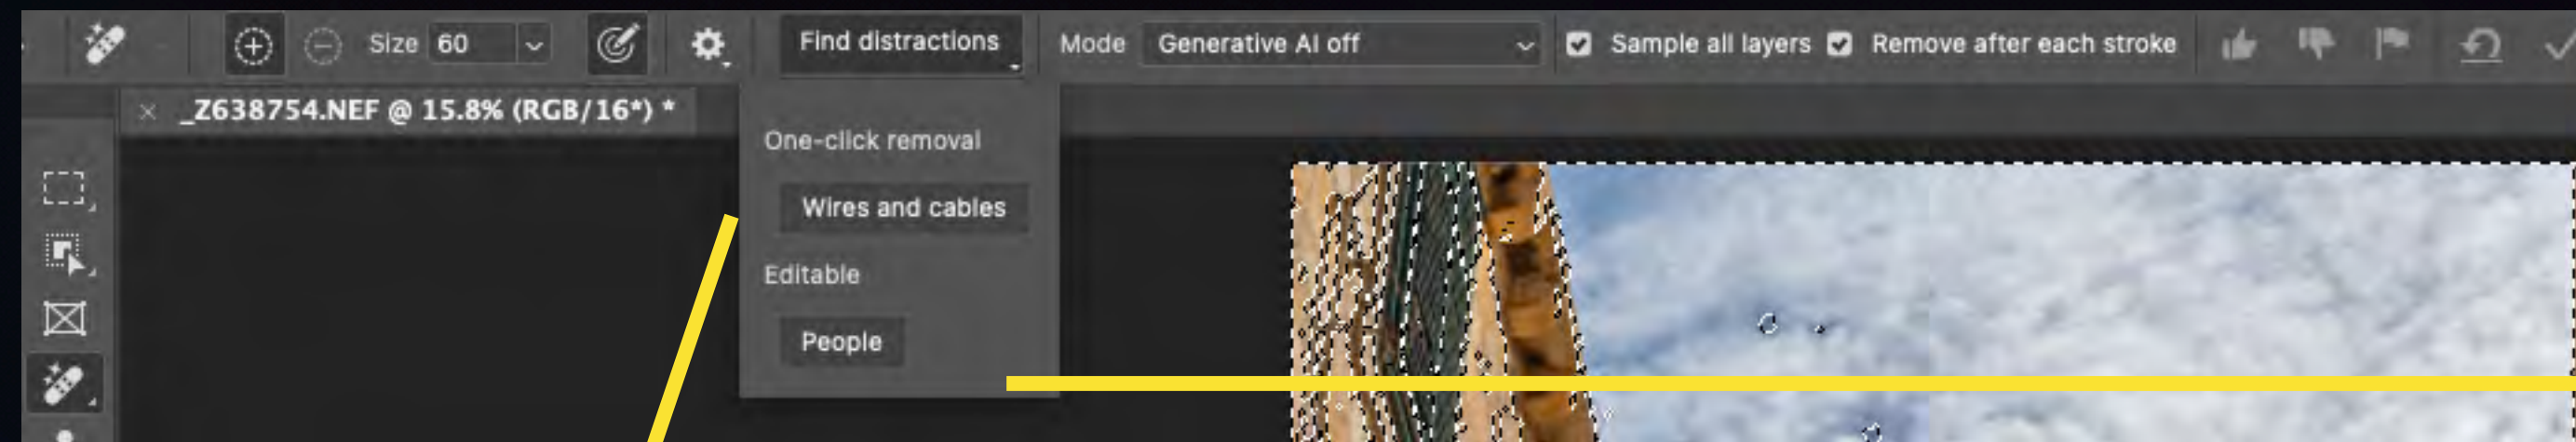 Size 60 Find distractions Mode Generative AI off Sample all layers Remove after each stroke
_Z638754.NEF @ 15.8% (RGB/16*) *
One-click removal
Wires and cables
Editable
People